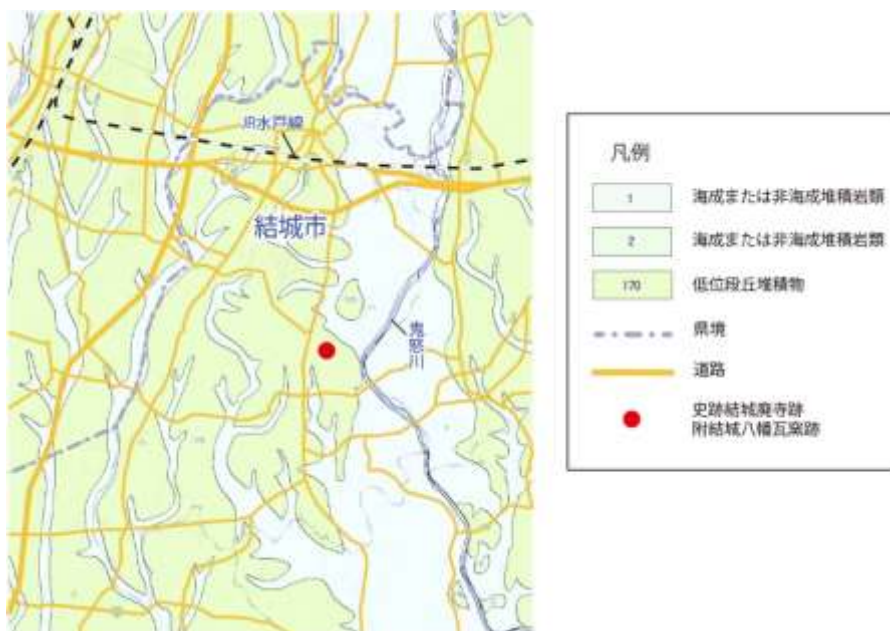 JR水戸線
結城市
鬼怒川
凡例
1
海成または非海成堆積岩類
2
海成または非海成堆積岩類
170
低位段丘堆積物
県境
道路
史跡結城廃寺跡
附結城八幡瓦窯跡